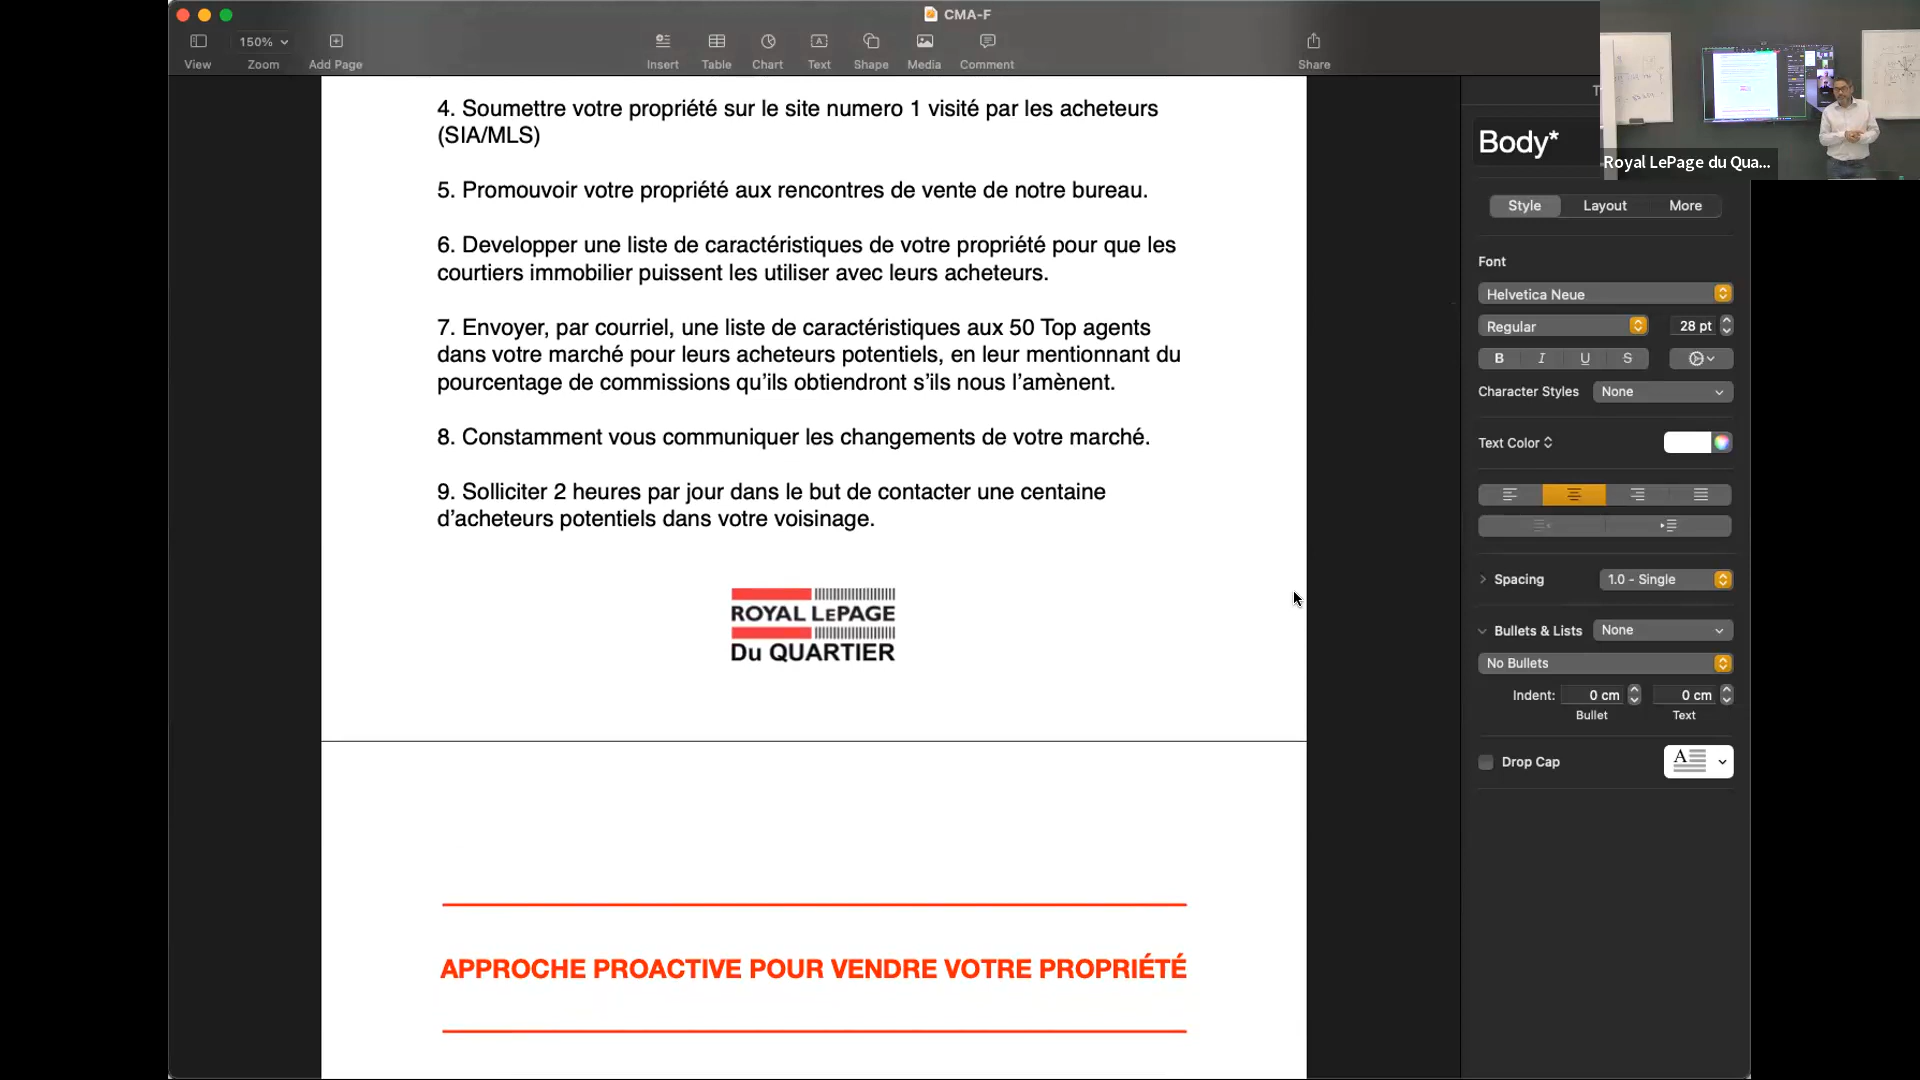 CMA-F
150%
View
Zoom
Add Page
Insert
Table
Chart
Text
Shape
Media
Comment
Share
4. Soumettre votre propriété sur le site numero 1 visité par les acheteurs
(SIA/MLS)
5. Promouvoir votre propriété aux rencontres de vente de notre bureau.
6. Developper une liste de caractéristiques de votre propriété pour que les
courtiers immobilier puissent les utiliser avec leurs acheteurs.
7. Envoyer, par courriel, une liste de caractéristiques aux 50 Top agents
dans votre marché pour leurs acheteurs potentiels, en leur mentionnant du
pourcentage de commissions qu’ils obtiendront s’ils nous l’amènent.
8. Constamment vous communiquer les changements de votre marché.
9. Solliciter 2 heures par jour dans le but de contacter une centaine
d’acheteurs potentiels dans votre voisinage.
ROYAL LEPAGE
Du QUARTIER
APPROCHE PROACTIVE POUR VENDRE VOTRE PROPRIÉTÉ
Body*
Royal LePage du Qua...
Style
Layout
More
Font
Helvetica Neue
Regular
28 pt
B I U S
Character Styles
None
Text Color
Spacing
1.0 - Single
Bullets & Lists
None
No Bullets
Indent:
0 cm
0 cm
Bullet
Text
Drop Cap
A